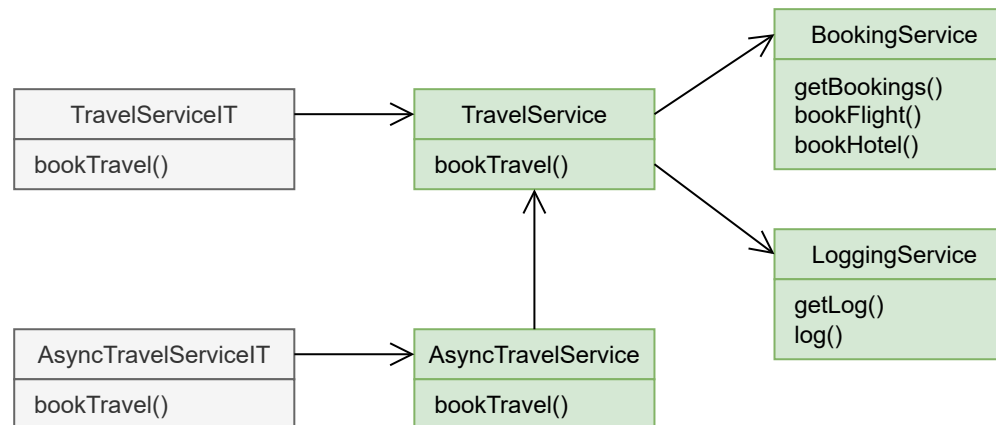 BookingService
getBookings()
bookFlight()
bookHotel()
TravelServiceIT
bookTravel()
TravelService
bookTravel()
LoggingService
getLog()
log()
AsyncTravelServiceIT
bookTravel()
AsyncTravelService
bookTravel()